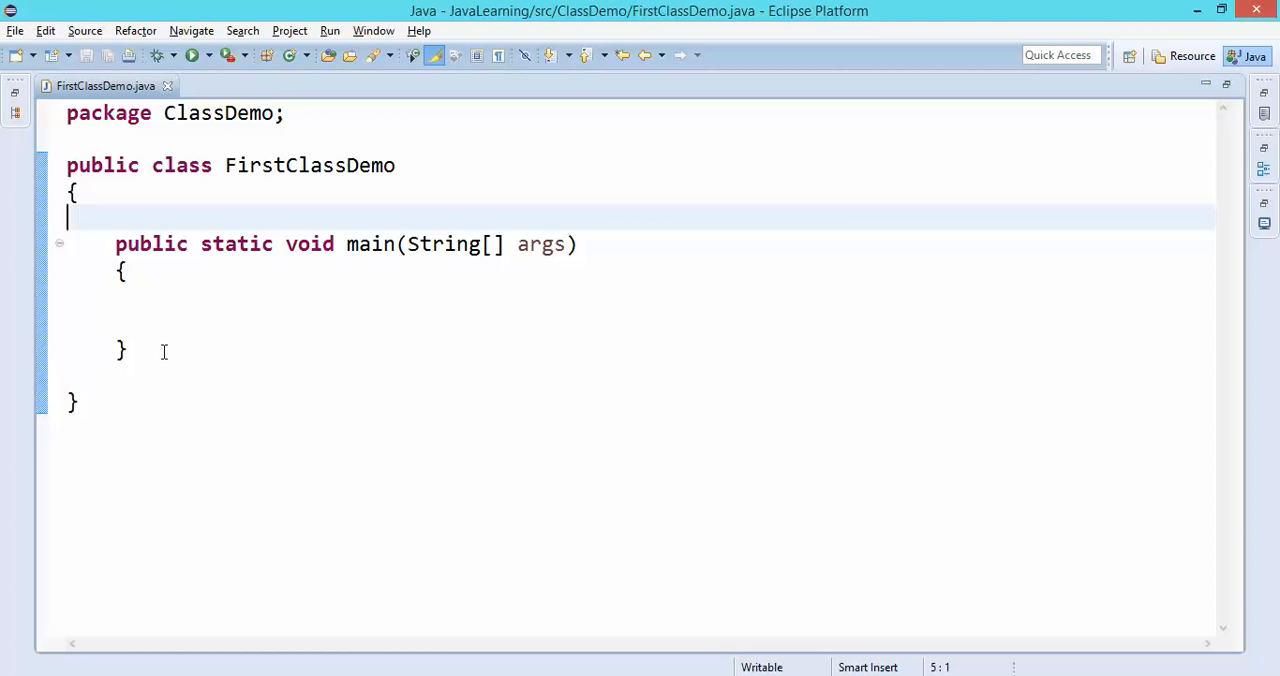 Java - JavaLearning/src/ClassDemo/FirstClassDemo.java - Eclipse Platform
File Edit Source Refactor Navigate Search Project Run Window Help
Quick Access Resource Java
FirstClassDemo.java
package ClassDemo;
public class FirstClassDemo
{
public static void main(String[] args)
{
}
}
Writable Smart Insert 5 : 1